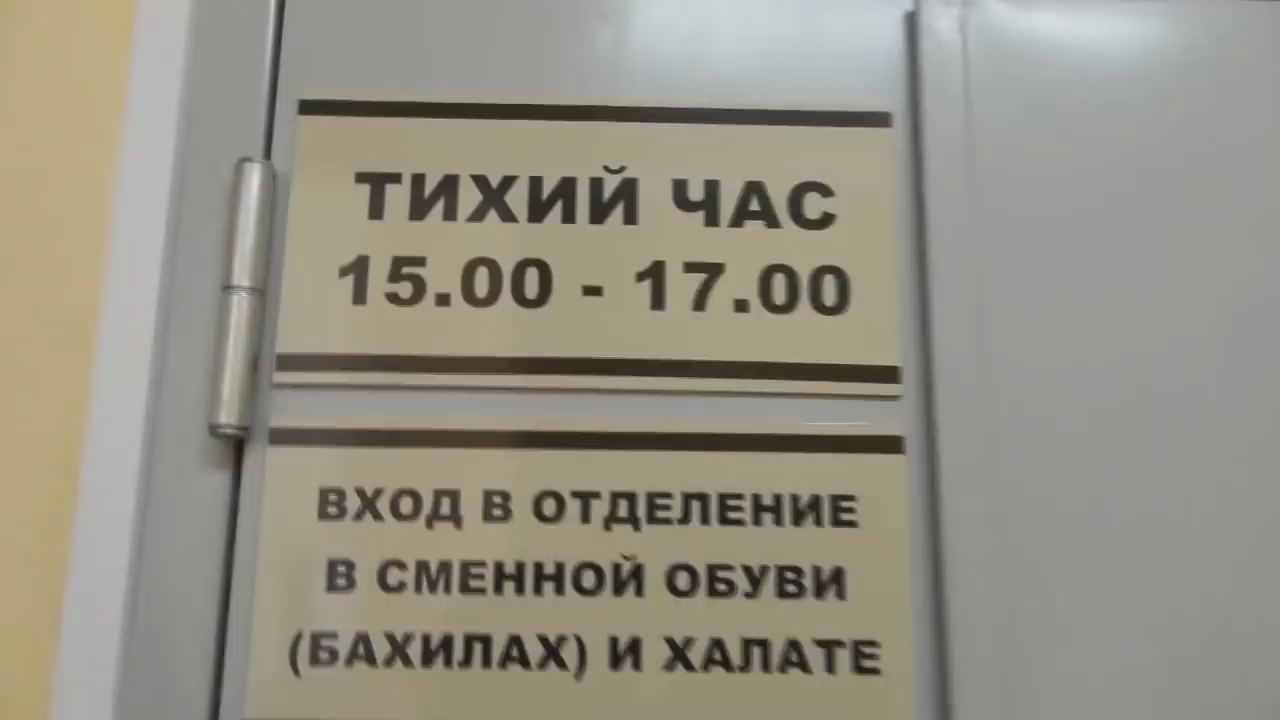 ТИХИЙ ЧАС
15.00 - 17.00
ВХОД В ОТДЕЛЕНИЕ
В СМЕННОЙ ОБУВИ
(БАХИЛАХ) И ХАЛАТЕ